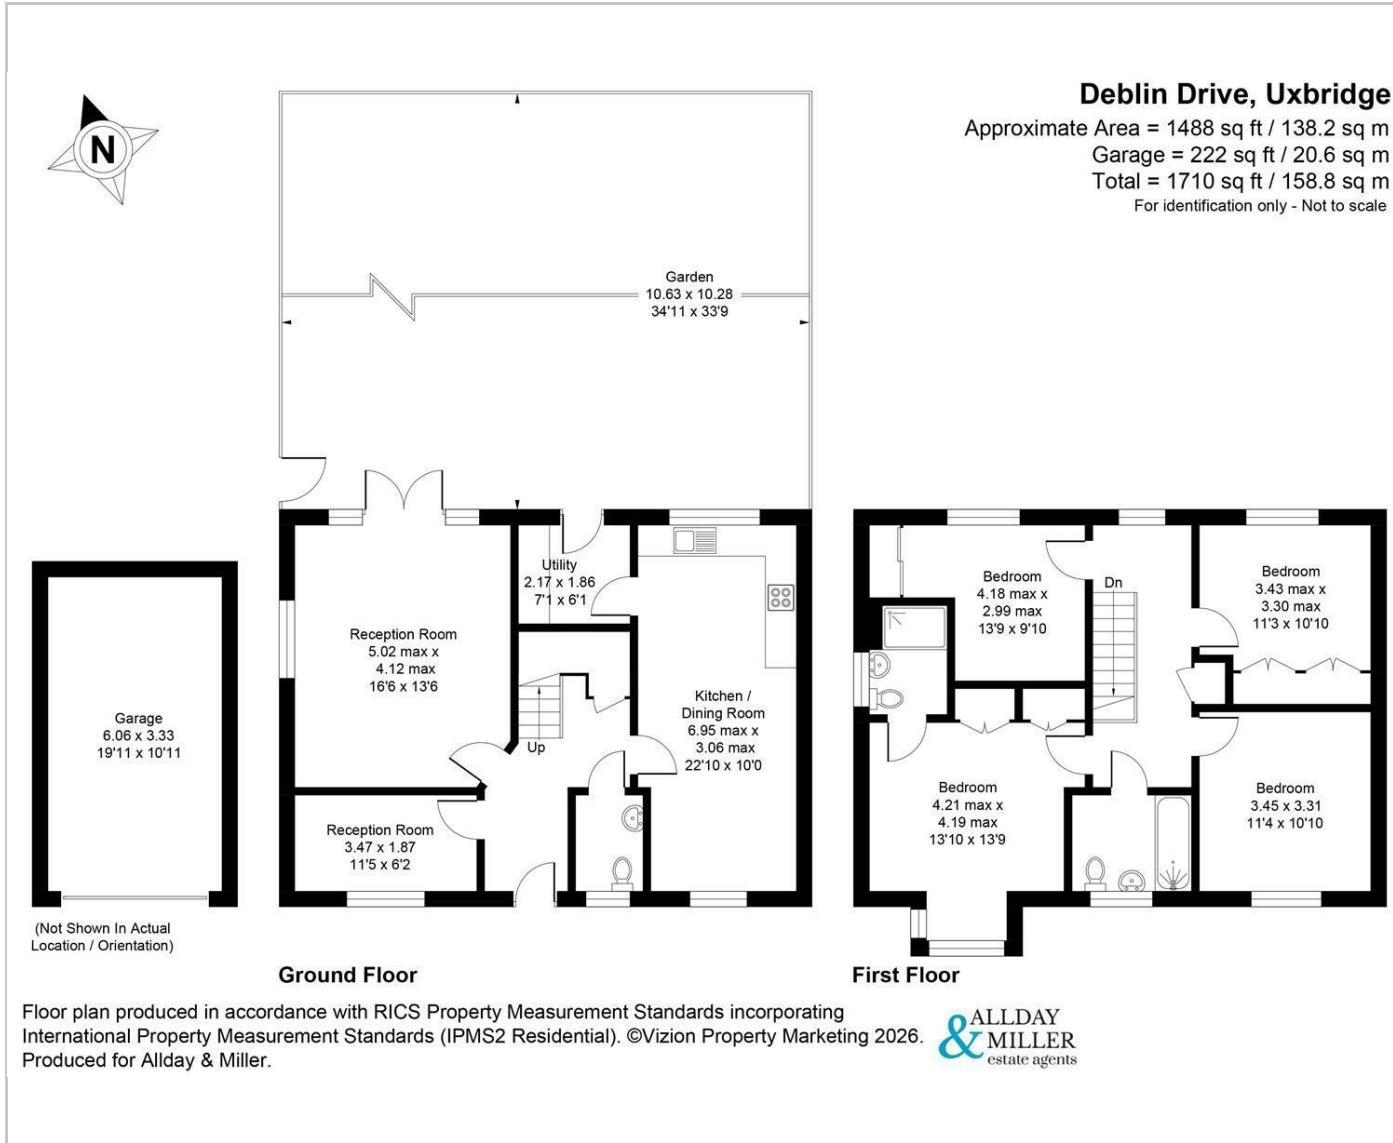 Deblin Drive, Uxbridge
Approximate Area = 1488 sq ft / 138.2 sq m
Garage = 222 sq ft / 20.6 sq m
Total = 1710 sq ft / 158.8 sq m
For identification only - Not to scale
N
Garden
10.63 x 10.28
34'11 x 33'9
Utility
2.17 x 1.86
7'1 x 6'1
Reception Room
5.02 max x
4.12 max
16'6 x 13'6
Kitchen /
Dining Room
6.95 max x
3.06 max
22'10 x 10'0
Up
Reception Room
3.47 x 1.87
11'5 x 6'2
Garage
6.06 x 3.33
19'11 x 10'11
(Not Shown In Actual
Location / Orientation)
Ground Floor
Bedroom
4.18 max x
2.99 max
13'9 x 9'10
Dn
Bedroom
3.43 max x
3.30 max
11'3 x 10'10
Bedroom
4.21 max x
4.19 max
13'10 x 13'9
Bedroom
3.45 x 3.31
11'4 x 10'10
First Floor
Floor plan produced in accordance with RICS Property Measurement Standards incorporating
International Property Measurement Standards (IPMS2 Residential). ©Vizion Property Marketing 2026.
Produced for Allday & Miller.
ALLDAY
& MILLER
estate agents